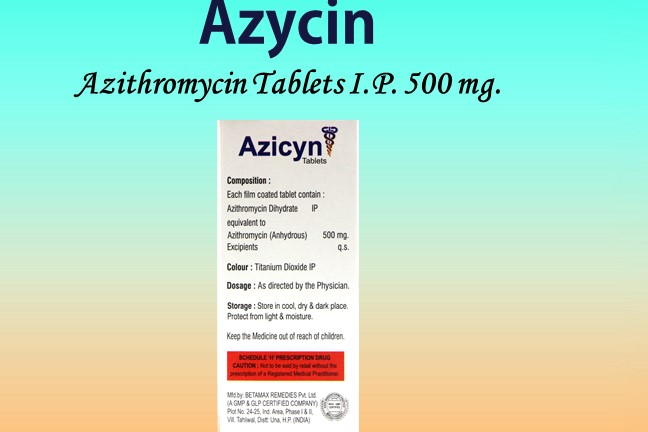 Azycin
Azithromycin Tablets I.P. 500 mg.
Azicyn
Tablets
Composition :
Each film coated tablet contain :
Azithromycin Dihydrate IP
equivalent to
Azithromycin (Anhydrous) 500 mg.
Excipients q.s.
Colour : Titanium Dioxide IP
Dosage : As directed by the Physician.
Storage : Store in cool, dry & dark place.
Protect from light & moisture.
Keep the Medicine out of reach of children.
SCHEDULE 'H' PRESCRIPTION DRUG
CAUTION : Not to be sold by retail without the
prescription of a Registered Medical Practitioner.
Mfd.by: BETAMAX REMEDIES Pvt. Ltd.
(A GMP & GLP CERTIFIED COMPANY)
Plot No. 24-25, Ind. Area, Phase I & II,
Vill. Tahliwal, Distt: Una, H.P. (INDIA)